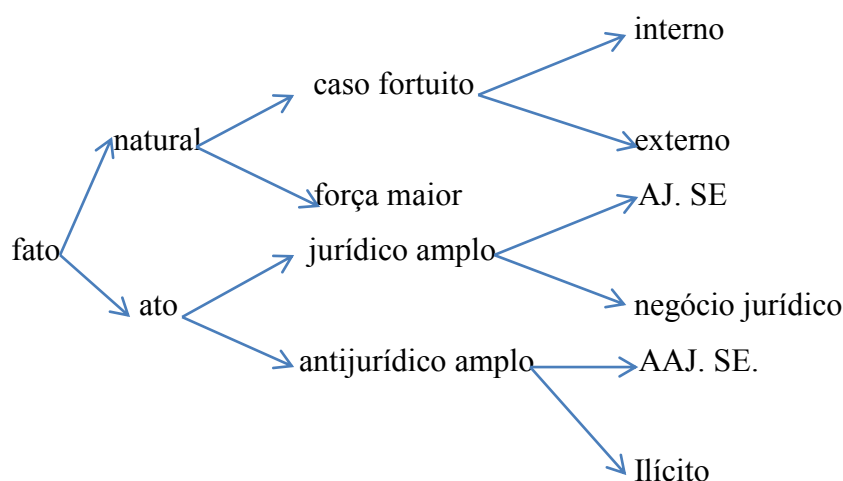 interno
caso fortuito
natural
externo
força maior
AJ. SE
fato
jurídico amplo
ato
negócio jurídico
antijurídico amplo
AAJ. SE.
Ilícito